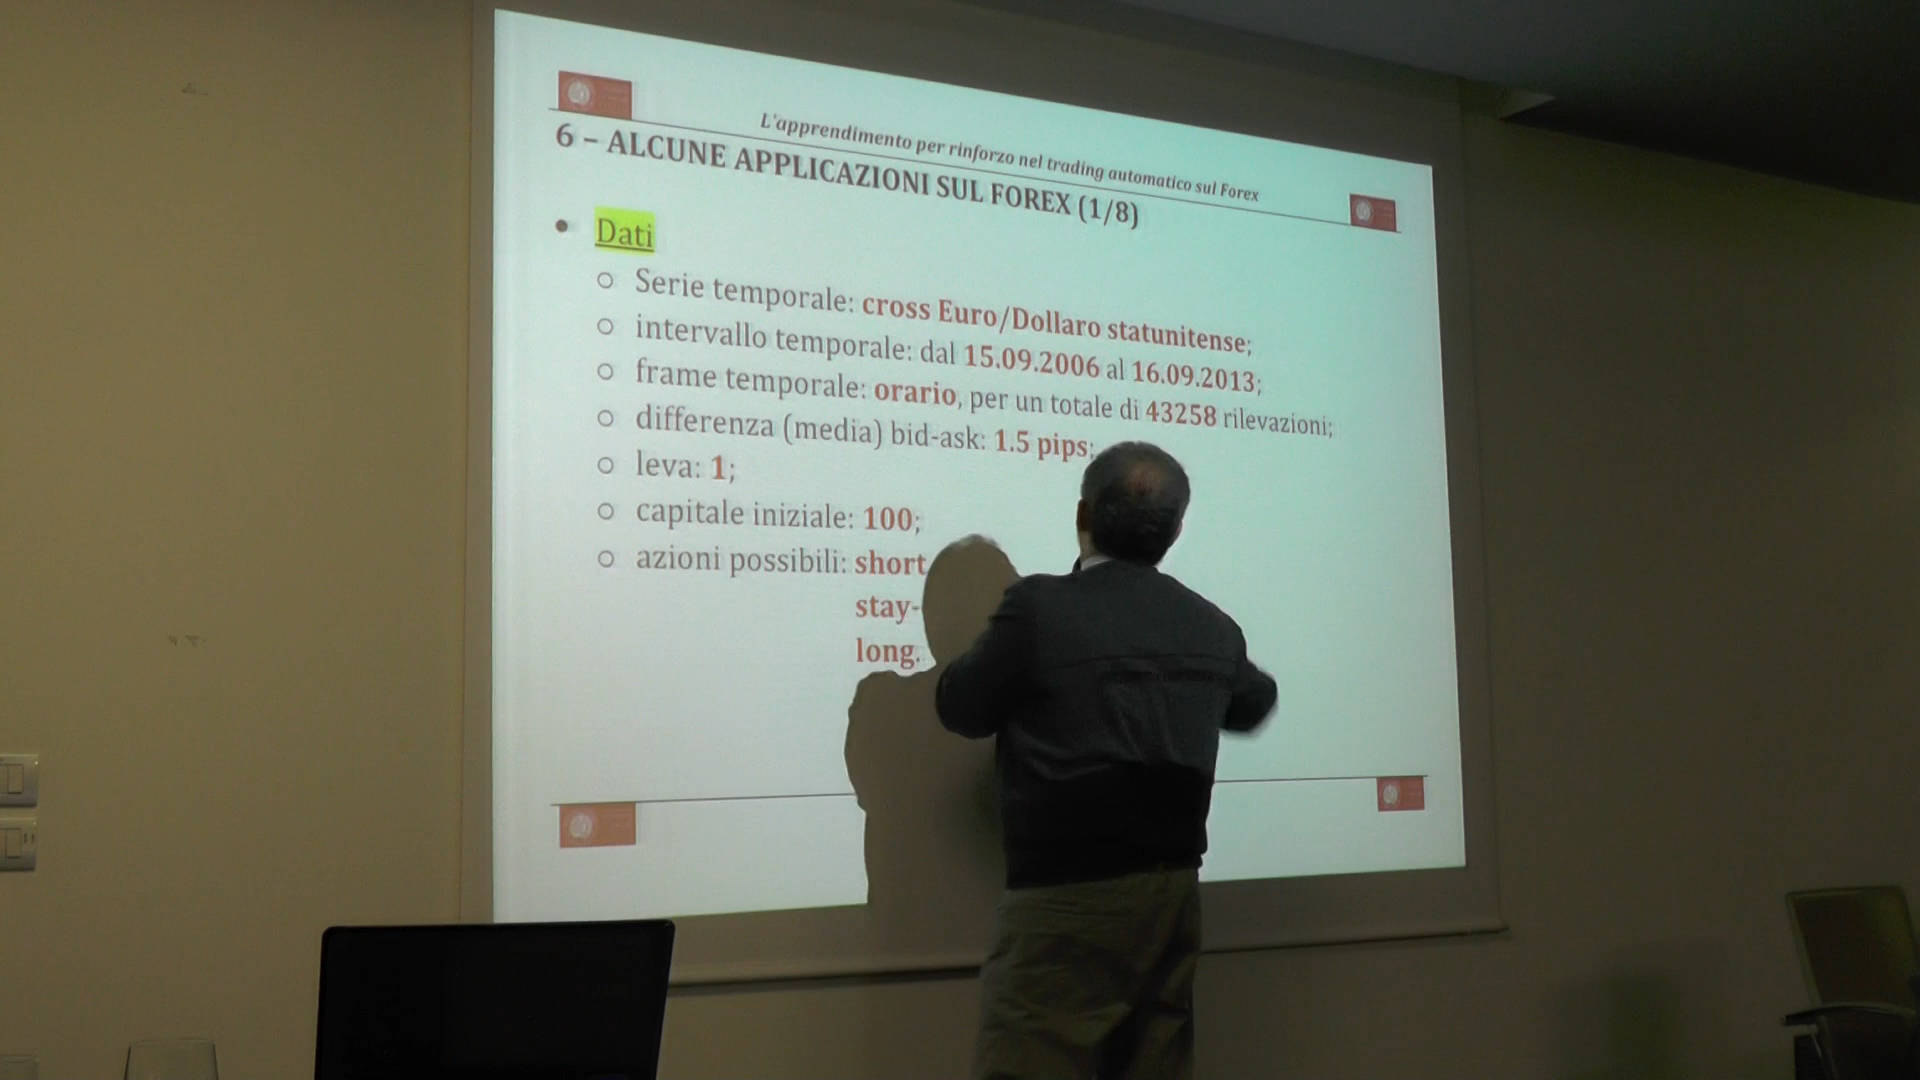 L'apprendimento per rinforzo nel trading automatico sul Forex
6 – ALCUNE APPLICAZIONI SUL FOREX (1/8)
• Dati
○ Serie temporale: cross Euro/Dollaro statunitense;
○ intervallo temporale: dal 15.09.2006 al 16.09.2013;
○ frame temporale: orario, per un totale di 43258 rilevazioni;
○ differenza (media) bid-ask: 1.5 pips;
○ leva: 1;
○ capitale iniziale: 100;
○ azioni possibili: short
stay-
long.